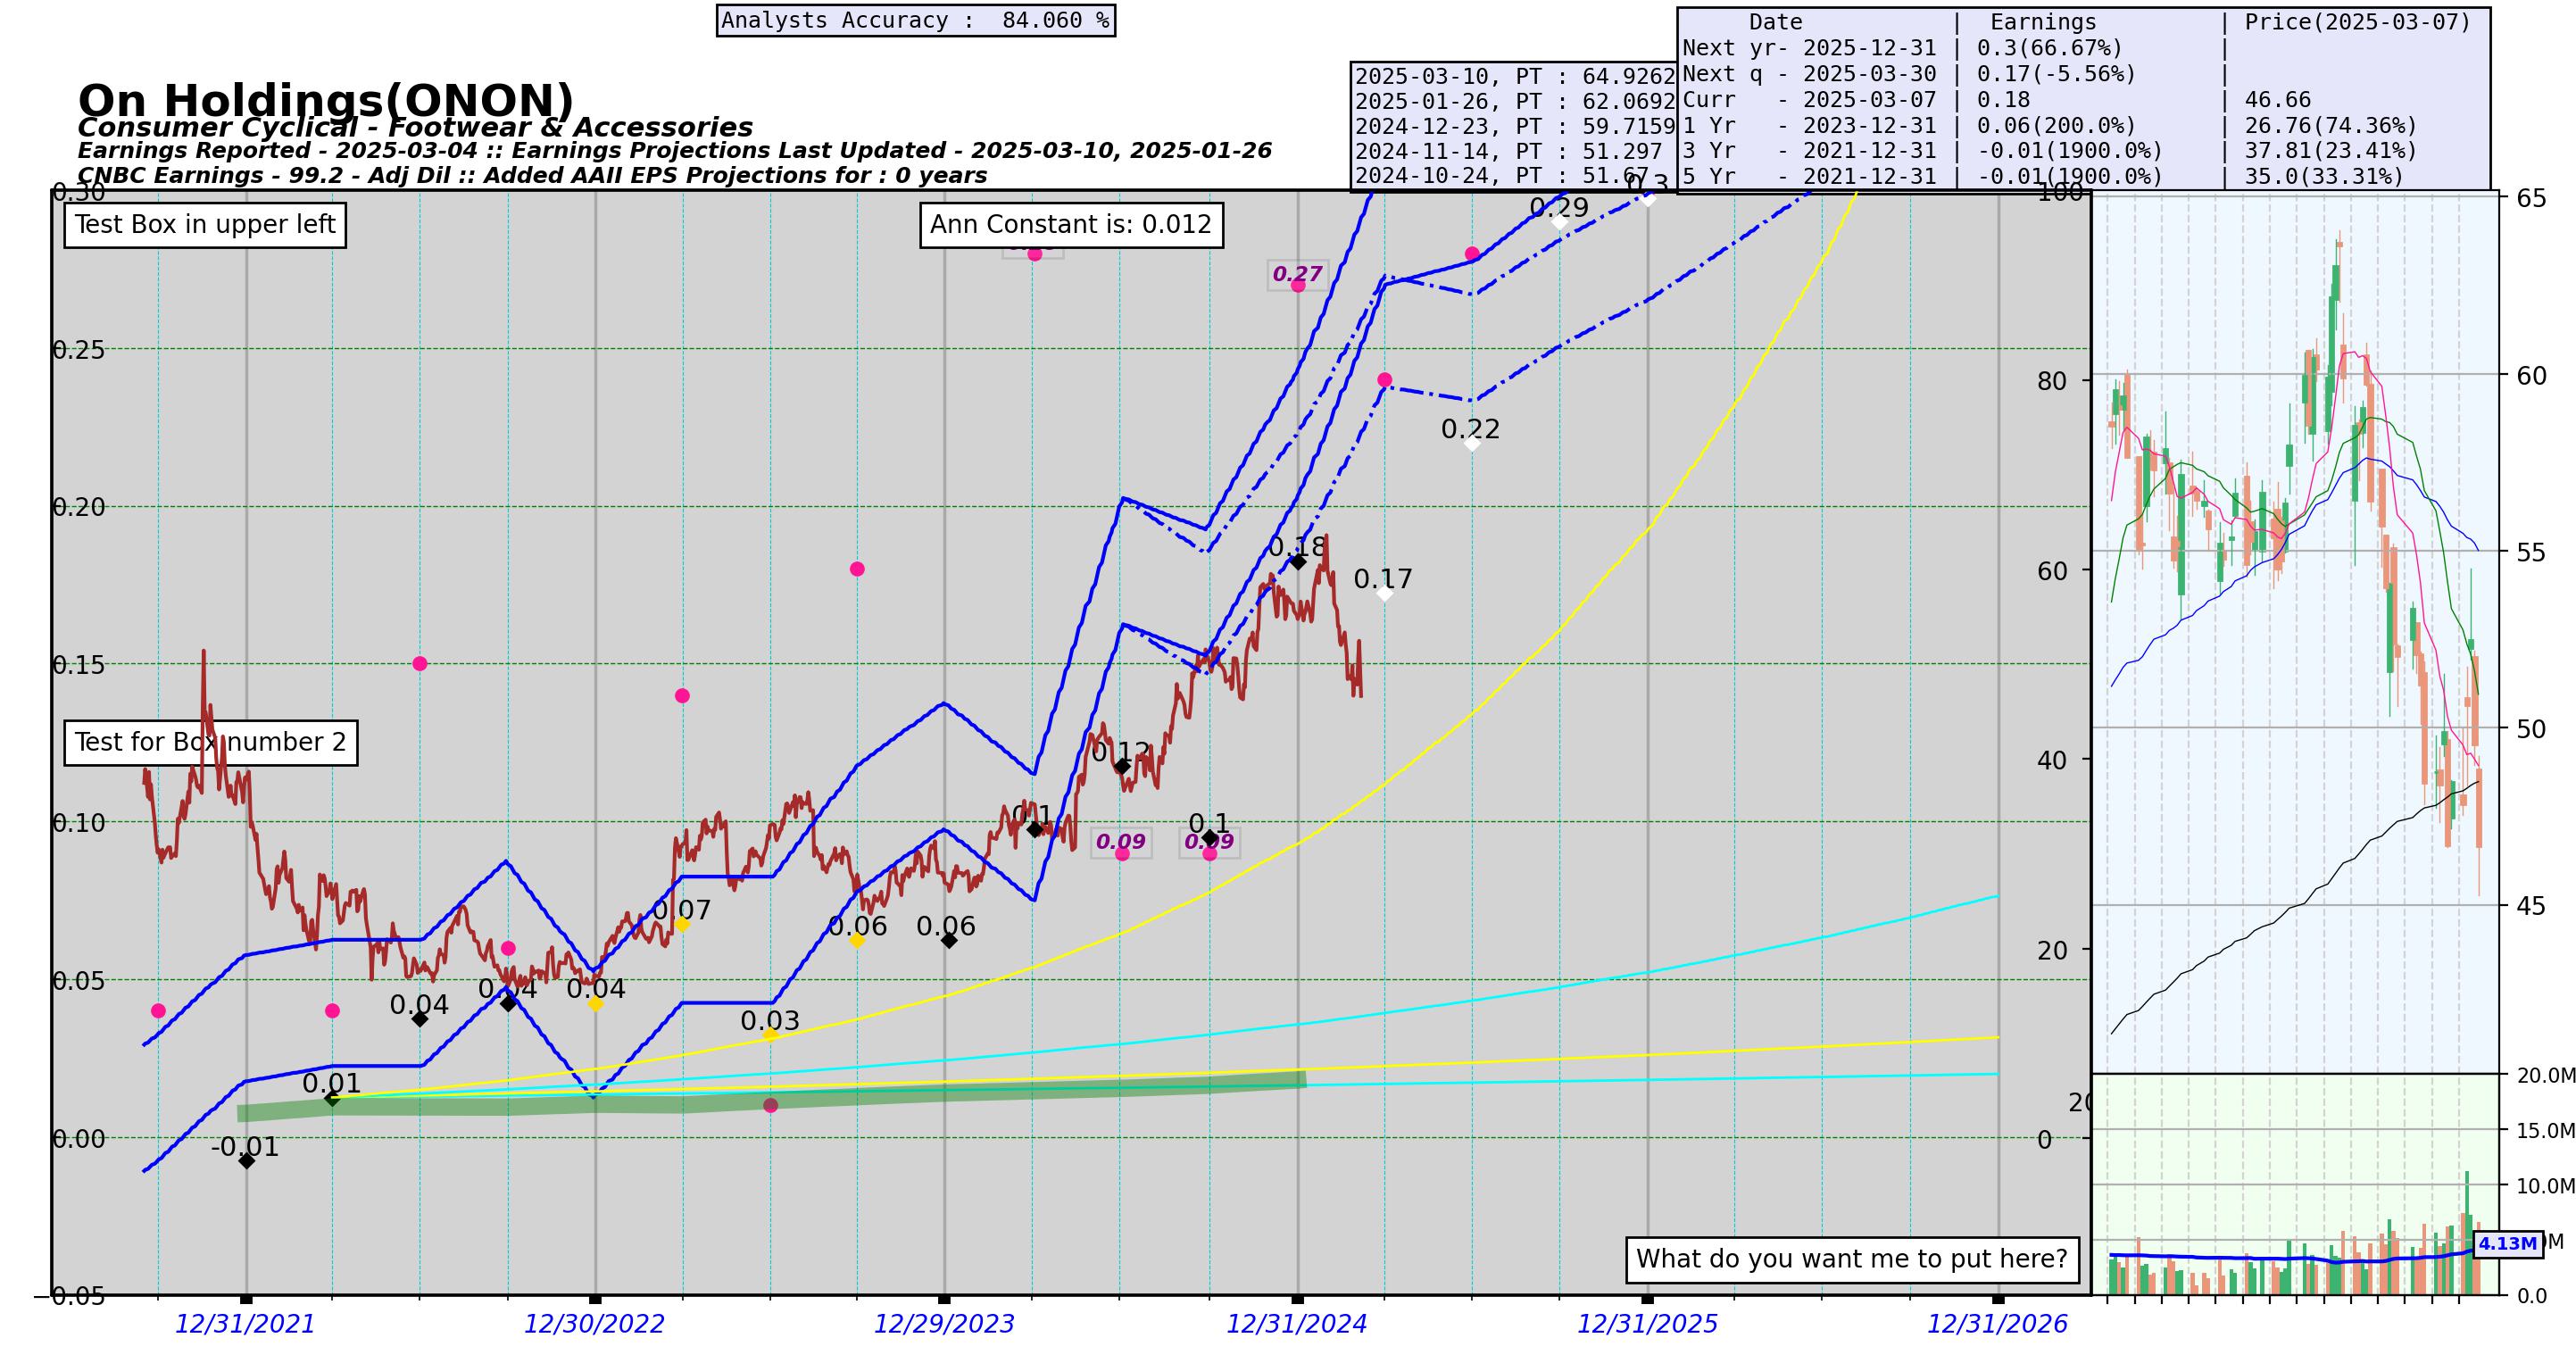 Analysts Accuracy :  84.060 %
Date | Earnings | Price(2025-03-07)
Next yr- 2025-12-31 | 0.3(66.67%) |
Next q - 2025-03-30 | 0.17(-5.56%) |
Curr   - 2025-03-07 | 0.18 | 46.66
1 Yr   - 2023-12-31 | 0.06(200.0%) | 26.76(74.36%)
3 Yr   - 2021-12-31 | -0.01(1900.0%) | 37.81(23.41%)
5 Yr   - 2021-12-31 | -0.01(1900.0%) | 35.0(33.31%)
2025-03-10, PT : 64.9262
2025-01-26, PT : 62.0692
2024-12-23, PT : 59.7159
2024-11-14, PT : 51.297
2024-10-24, PT : 51.67
On Holdings(ONON)
Consumer Cyclical - Footwear & Accessories
Earnings Reported - 2025-03-04 :: Earnings Projections Last Updated - 2025-03-10, 2025-01-26
CNBC Earnings - 99.2 - Adj Dil :: Added AAII EPS Projections for : 0 years
Test Box in upper left
Ann Constant is: 0.012
Test for Box number 2
What do you want me to put here?
0.30
0.25
0.20
0.15
0.10
0.05
0.00
−0.05
-0.01
0.01
0.04
0.04
0.04
0.07
0.03
0.06
0.06
0.1
0.12
0.09
0.1
0.09
0.27
0.18
0.17
0.22
0.29
0.3
100
80
60
40
20
0
65
60
55
50
45
20.0M
15.0M
10.0M
4.13M
0.0
12/31/2021
12/30/2022
12/29/2023
12/31/2024
12/31/2025
12/31/2026